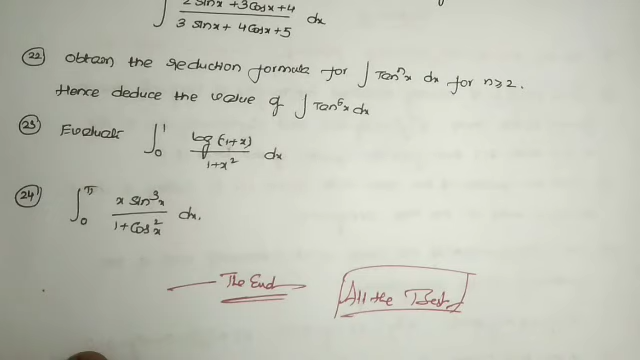 ∫ 2 sinx + 3 Cosx + 4 / 3 sinx + 4 Cosx + 5 dx
22) Obtain the reduction formula for ∫ Tanⁿx dx for n≥2.
Hence deduce the value of ∫ Tan⁶x dx
23) Evaluate ∫₀¹ log(1+x) / 1+x² dx
24) ∫₀^π x sin³x / 1+Cos²x dx.
The End
All the Best